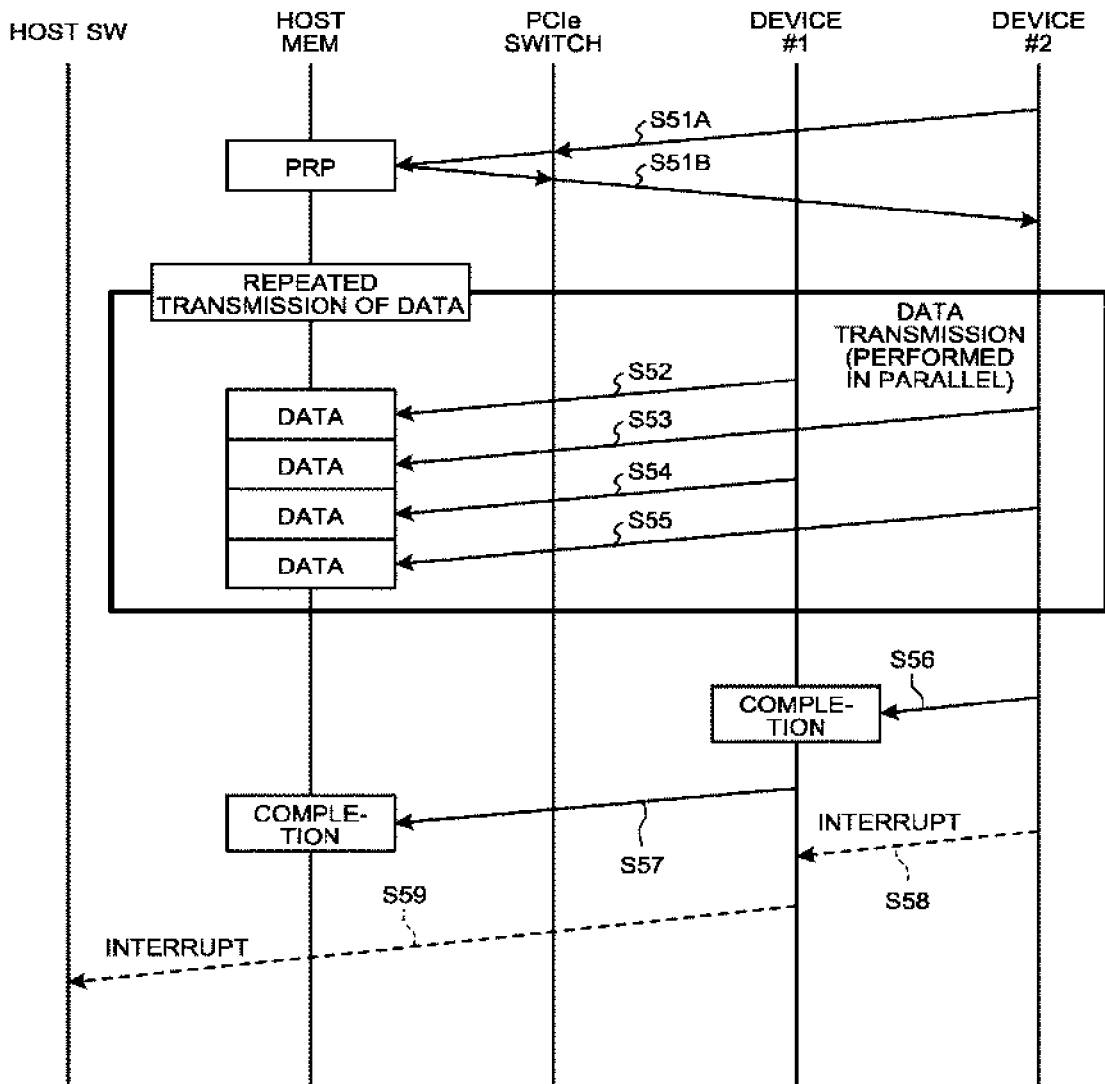 HOST SW
HOST
MEM
PCIe
SWITCH
DEVICE
#1
DEVICE
#2
S51A
PRP
S51B
REPEATED
TRANSMISSION OF DATA
DATA
TRANSMISSION
(PERFORMED
IN PARALLEL)
S52
DATA
S53
DATA
S54
DATA
S55
DATA
S56
COMPLE-
TION
COMPLE-
TION
S57
INTERRUPT
S58
S59
INTERRUPT